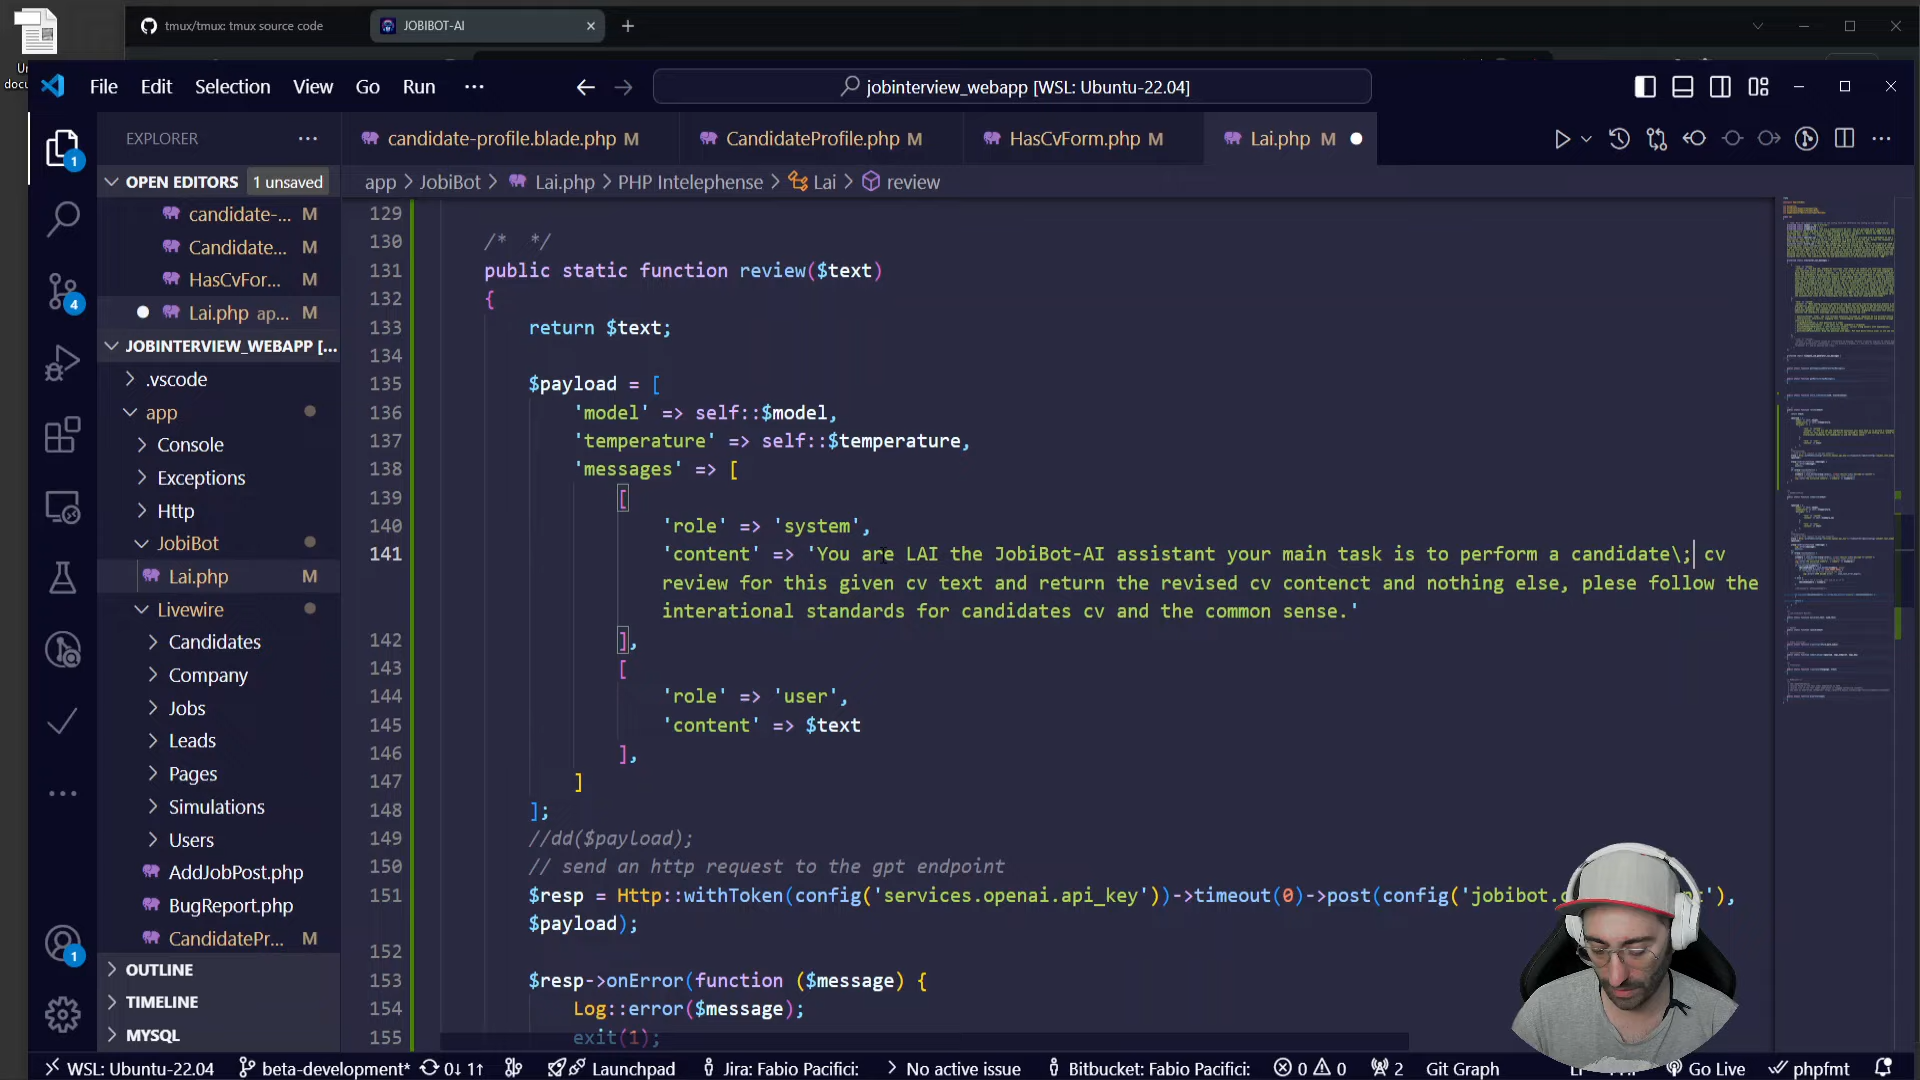 tmux/tmux: tmux source code
JOBIBOT-AI
File Edit Selection View Go Run ···
jobinterview_webapp [WSL: Ubuntu-22.04]
EXPLORER
candidate-profile.blade.php M
CandidateProfile.php M
HasCvForm.php M
Lai.php M
OPEN EDITORS 1 unsaved
app > JobiBot > Lai.php > PHP Intelephense > Lai > review
candidate-... M
Candidate... M
HasCvFor... M
Lai.php ap... M
JOBINTERVIEW_WEBAPP [...
.vscode
app
Console
Exceptions
Http
JobiBot
Lai.php M
Livewire
Candidates
Company
Jobs
Leads
Pages
Simulations
Users
AddJobPost.php
BugReport.php
CandidatePr... M
OUTLINE
TIMELINE
MYSQL
1
4
1
129
130 /*  */
131 public static function review($text)
132 {
133 return $text;
134
135 $payload = [
136 'model' => self::$model,
137 'temperature' => self::$temperature,
138 'messages' => [
139 [
140 'role' => 'system',
141 'content' => 'You are LAI the JobiBot-AI assistant your main task is to perform a candidate\; cv
review for this given cv text and return the revised cv contenct and nothing else, plese follow the
interational standards for candidates cv and the common sense.'
142 ],
143 [
144 'role' => 'user',
145 'content' => $text
146 ],
147 ]
148 ];
149 //dd($payload);
150 // send an http request to the gpt endpoint
151 $resp = Http::withToken(config('services.openai.api_key'))->timeout(0)->post(config('jobibot.
$payload);
152
153 $resp->onError(function ($message) {
154 Log::error($message);
155 exit(1);
WSL: Ubuntu-22.04 beta-development* 0↓ 1↑ Launchpad Jira: Fabio Pacifici: No active issue Bitbucket: Fabio Pacifici: 0 0 2 Git Graph Go Live phpfmt